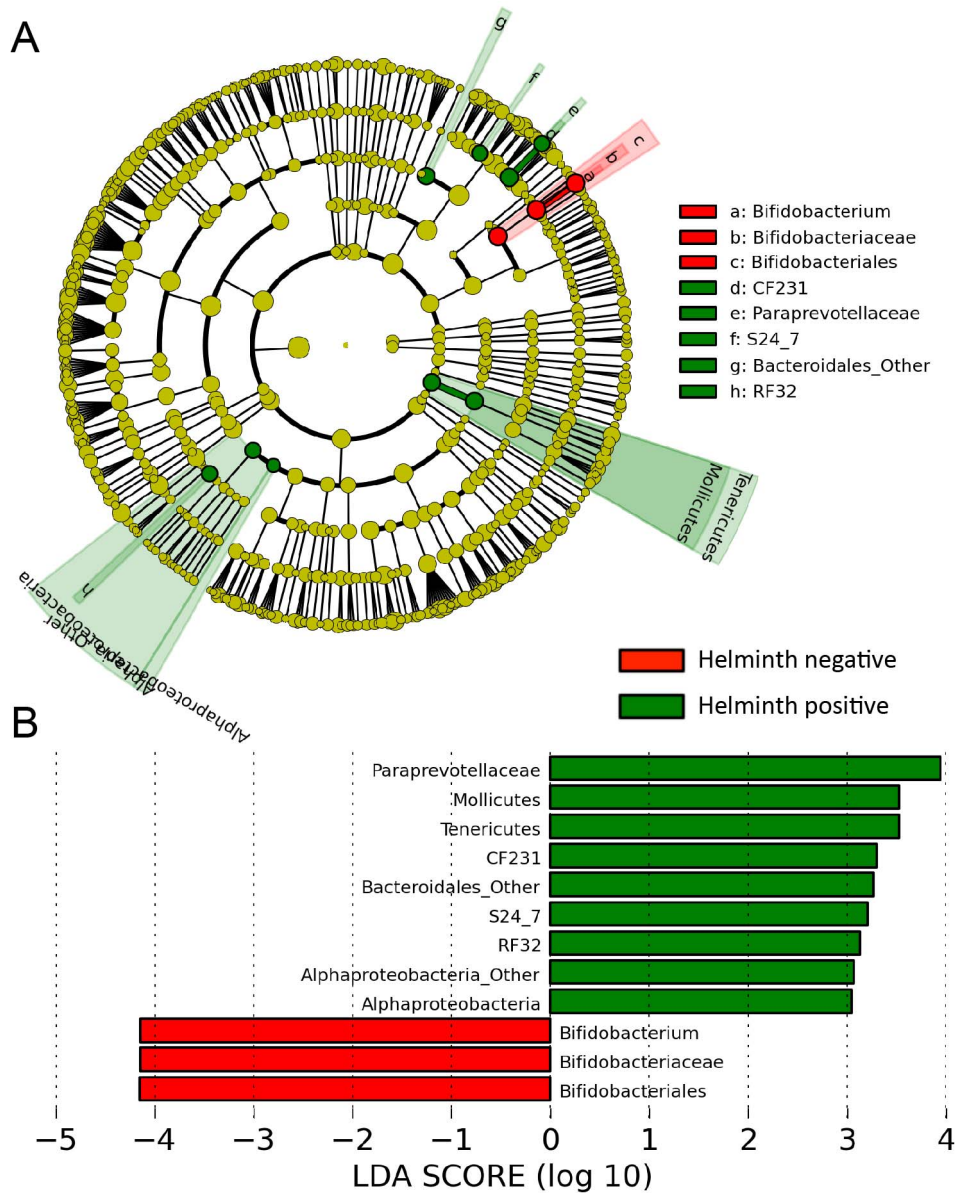 A
g
f
e
d
c
b
a
a: Bifidobacterium
b: Bifidobacteriaceae
c: Bifidobacteriales
d: CF231
e: Paraprevotellaceae
f: S24_7
g: Bacteroidales_Other
h: RF32
Mollicutes
Tenericutes
h
Alphaproteobacteria
Other
Alphaproteobacteria
Helminth negative
Helminth positive
B
Paraprevotellaceae
Mollicutes
Tenericutes
CF231
Bacteroidales_Other
S24_7
RF32
Alphaproteobacteria_Other
Alphaproteobacteria
Bifidobacterium
Bifidobacteriaceae
Bifidobacteriales
−5 −4 −3 −2 −1 0 1 2 3 4
LDA SCORE (log 10)